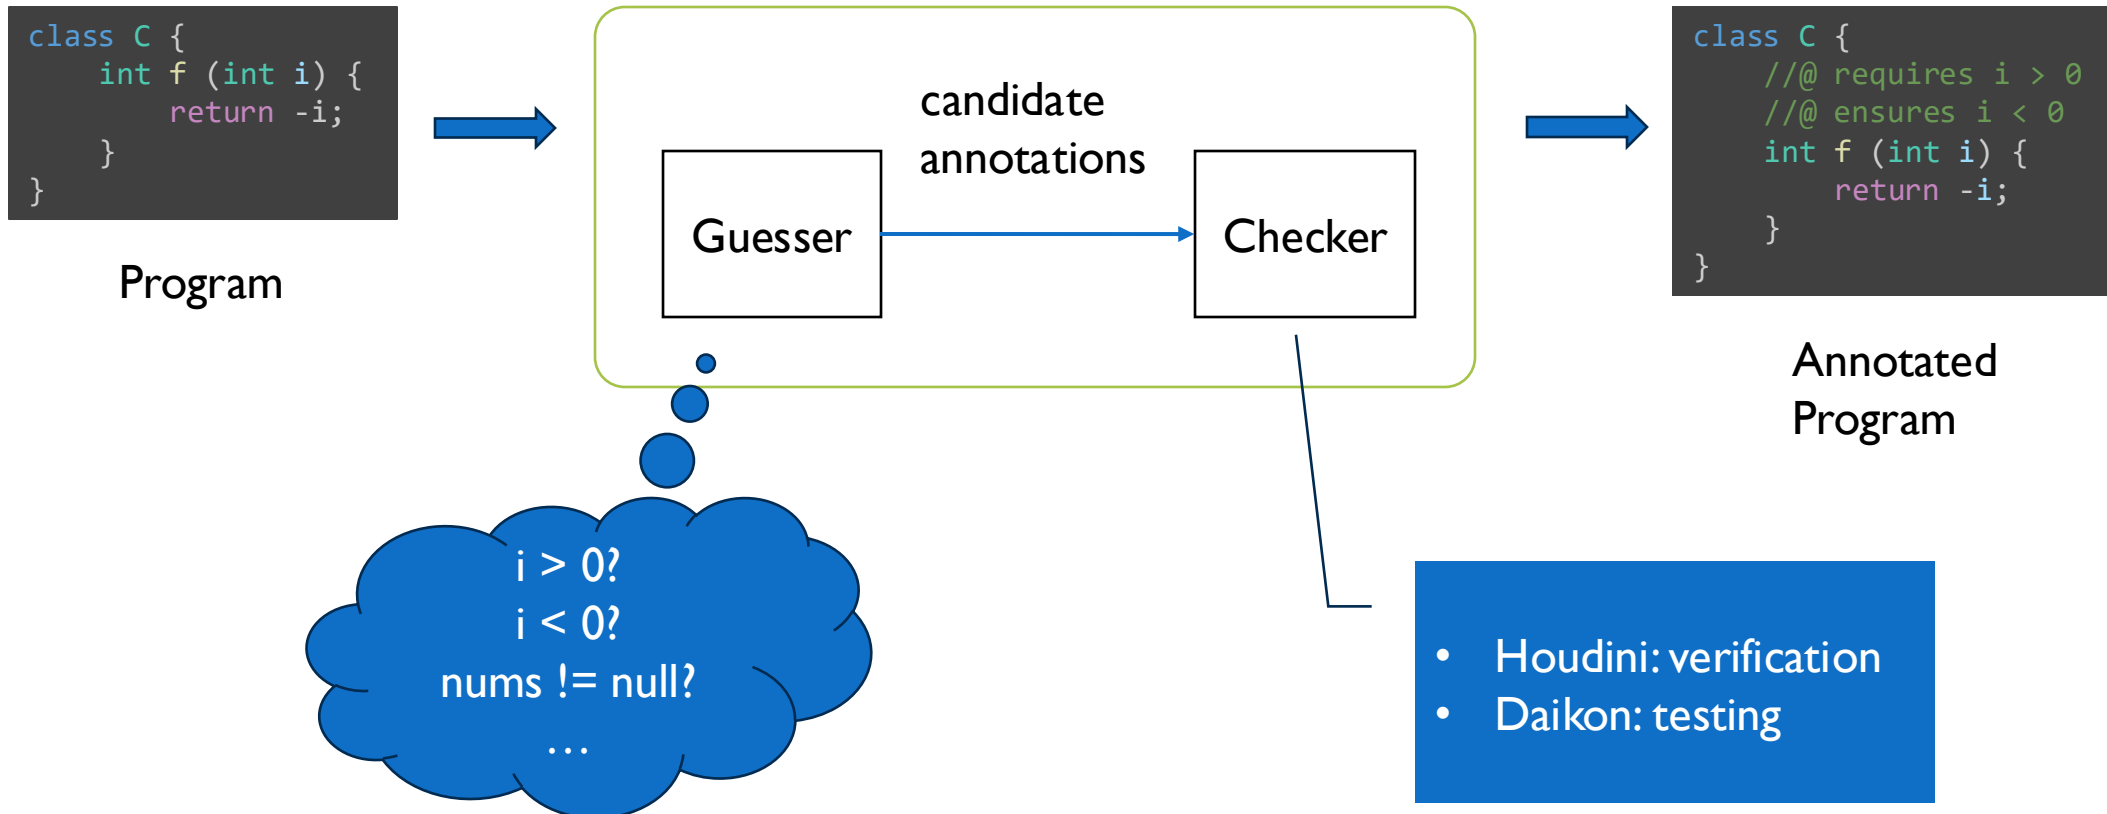 class C {
    int f (int i) {
        return -i;
    }
}
Program
candidate
annotations
Guesser
Checker
class C {
    //@ requires i > 0
    //@ ensures i < 0
    int f (int i) {
        return -i;
    }
}
Annotated
Program
i > 0?
i < 0?
nums != null?
...
• Houdini: verification
• Daikon: testing